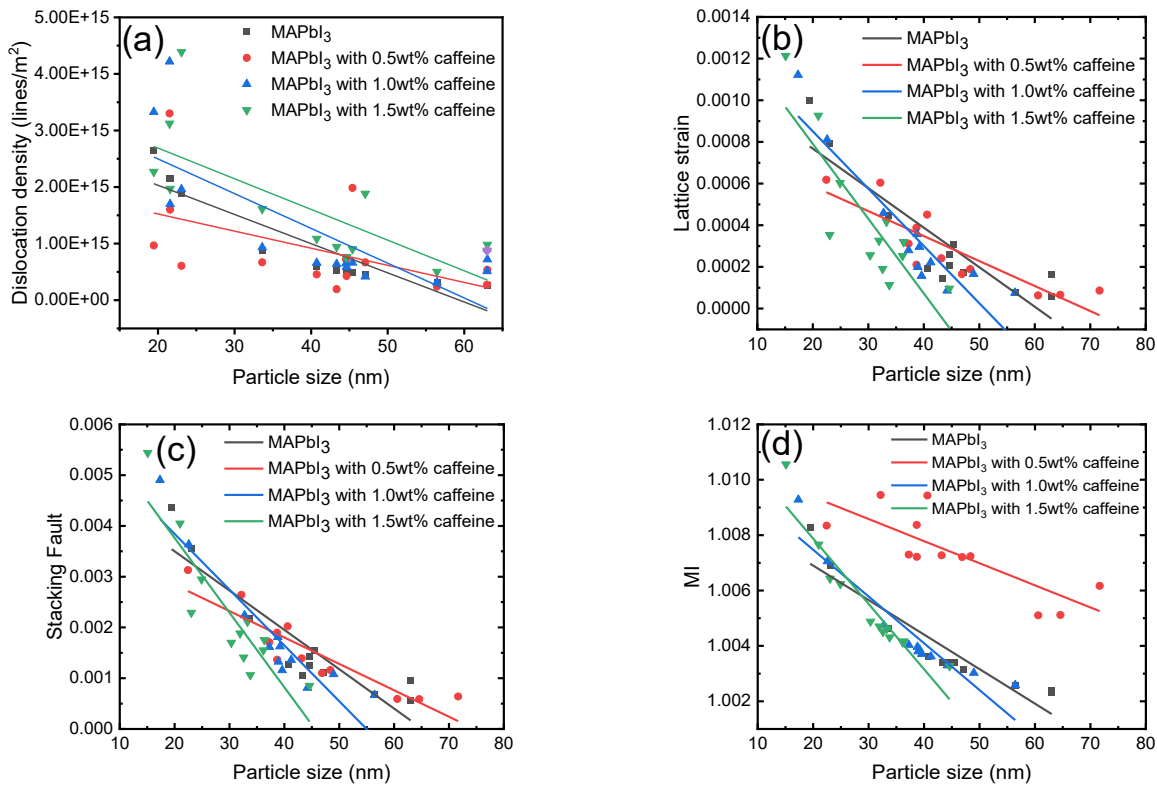 (a)
5.00E+15
4.00E+15
3.00E+15
2.00E+15
1.00E+15
0.00E+00
Dislocation density (lines/m²)
MAPbI₃
MAPbI₃ with 0.5wt% caffeine
MAPbI₃ with 1.0wt% caffeine
MAPbI₃ with 1.5wt% caffeine
20 30 40 50 60
Particle size (nm)
(b)
0.0014
0.0012
0.0010
0.0008
0.0006
0.0004
0.0002
0.0000
Lattice strain
MAPbI₃
MAPbI₃ with 0.5wt% caffeine
MAPbI₃ with 1.0wt% caffeine
MAPbI₃ with 1.5wt% caffeine
10 20 30 40 50 60 70 80
Particle size (nm)
(c)
0.006
0.005
0.004
0.003
0.002
0.001
0.000
Stacking Fault
MAPbI₃
MAPbI₃ with 0.5wt% caffeine
MAPbI₃ with 1.0wt% caffeine
MAPbI₃ with 1.5wt% caffeine
10 20 30 40 50 60 70 80
Particle size (nm)
(d)
1.012
1.010
1.008
1.006
1.004
1.002
MI
MAPbI₃
MAPbI₃ with 0.5wt% caffeine
MAPbI₃ with 1.0wt% caffeine
MAPbI₃ with 1.5wt% caffeine
10 20 30 40 50 60 70 80
Particle size (nm)